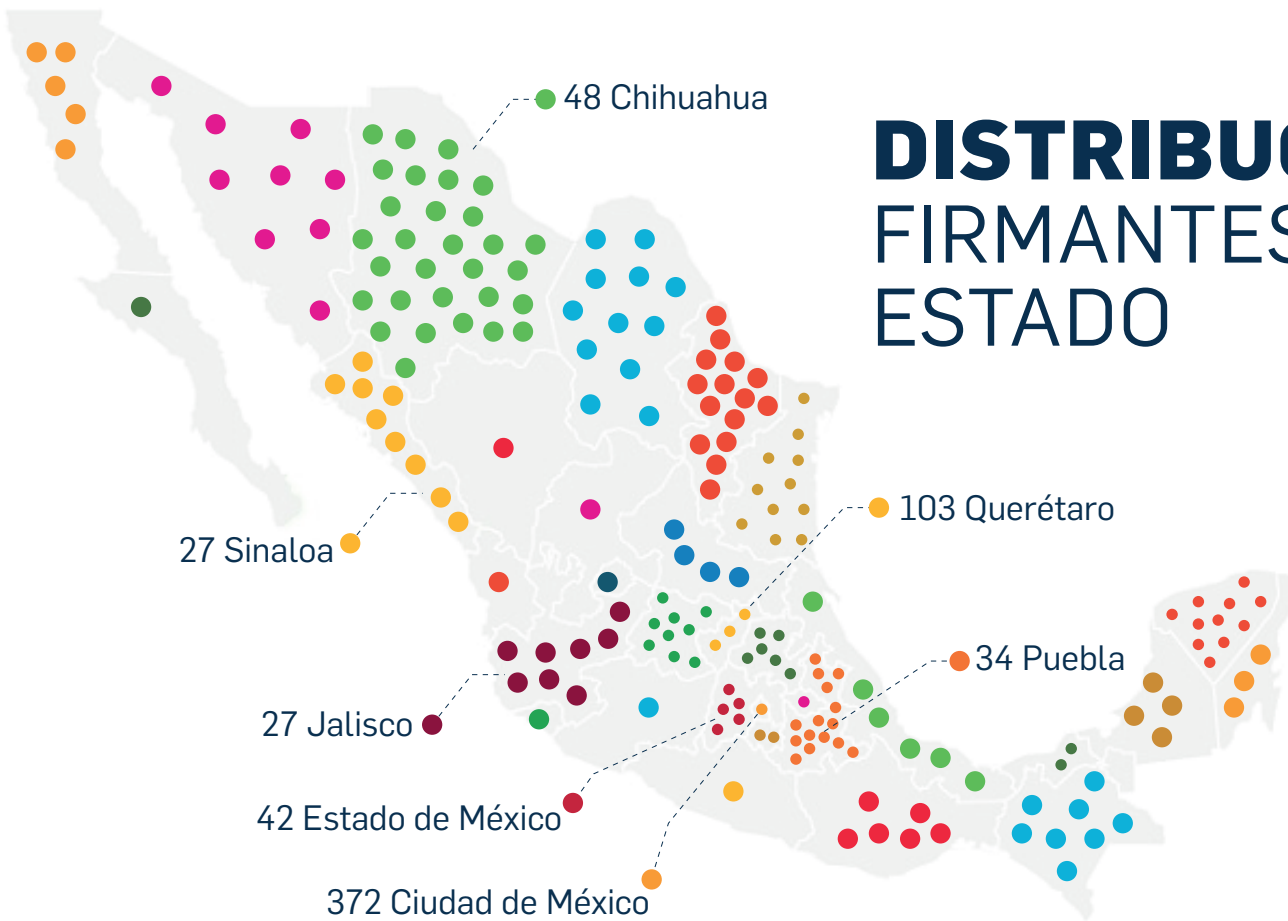 48 Chihuahua
FIRMANTES
ESTADO
103 Querétaro
27 Sinaloa
34 Puebla
27 Jalisco
42 Estado de México
372 Ciudad de México